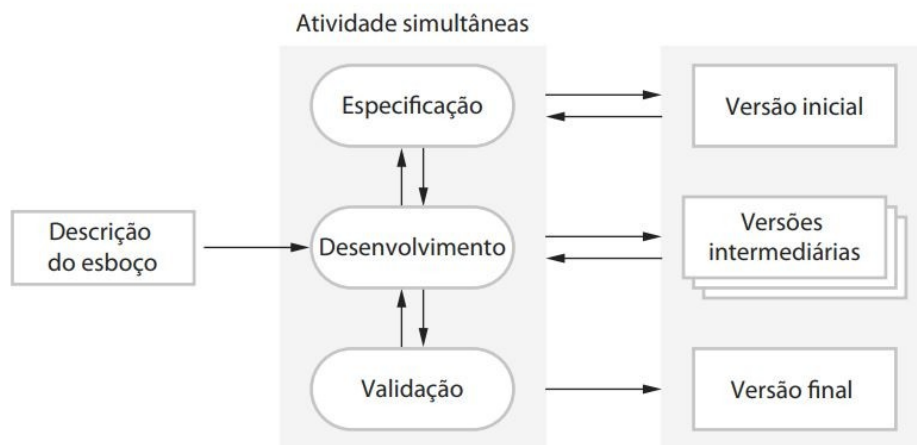 Atividade simultâneas
Especificação
Versão inicial
Descrição
do esboço
Desenvolvimento
Versões
intermediárias
Validação
Versão final